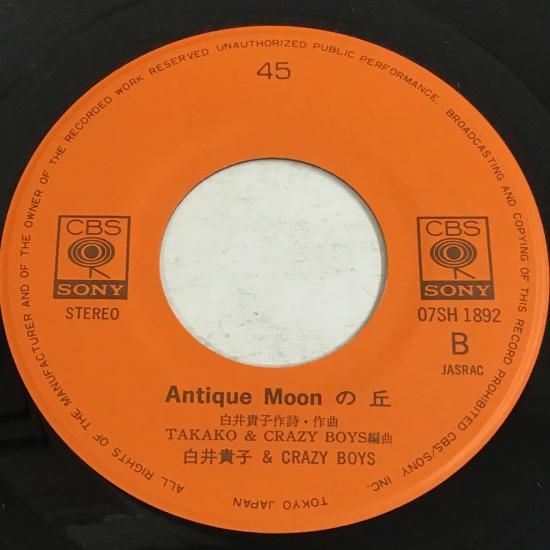 ALL RIGHTS OF THE MANUFACTURER AND OF THE OWNER OF THE RECORDED WORK RESERVED UNAUTHORIZED PUBLIC PERFORMANCE, BROADCASTING AND COPYING OF THIS RECORD PROHIBITED CBS/SONY INC.
TOKYO JAPAN
45
CBS
SONY
STEREO
CBS
SONY
07SH 1892
B
JASRAC
Antique Moon の 丘
白井貴子作詩・作曲
TAKAKO & CRAZY BOYS編曲
白井貴子 & CRAZY BOYS